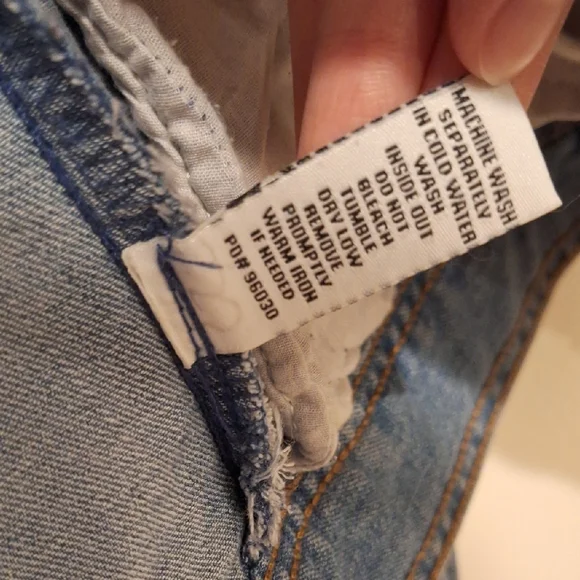 MACHINE WASH
SEPARATELY
IN COLD WATER
WASH
INSIDE OUT
DO NOT
BLEACH
TUMBLE
DRY LOW
REMOVE
PROMPTLY
WARM IRON
IF NEEDED
PO# 96030